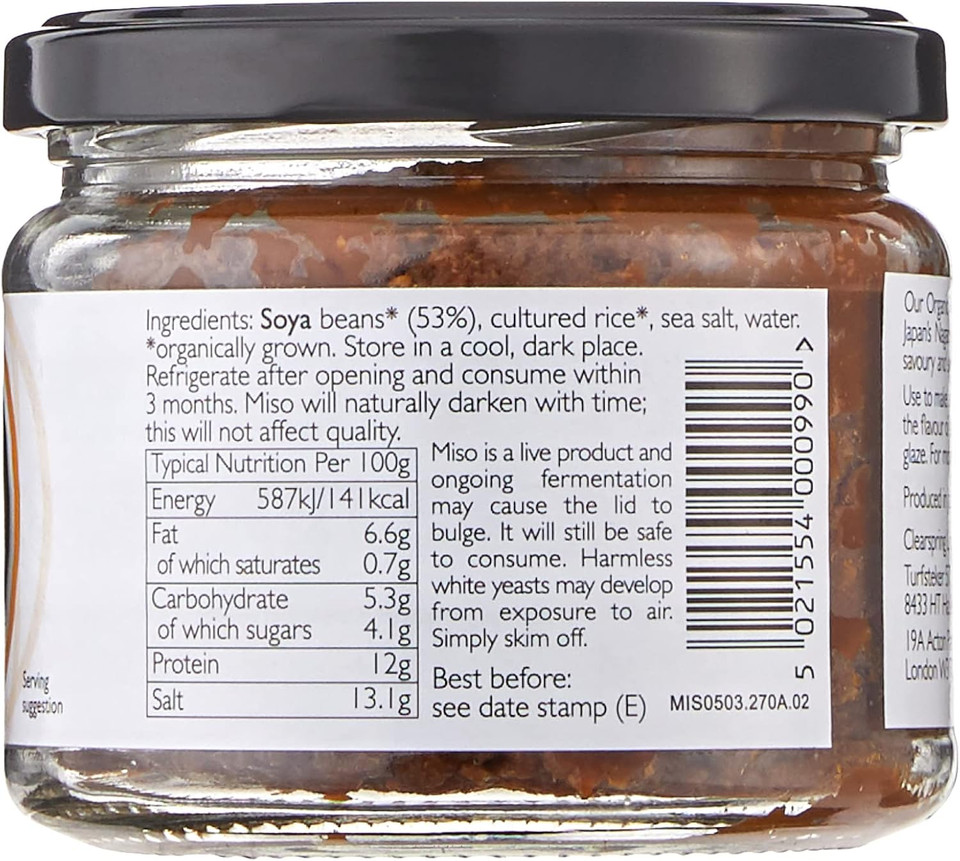 Ingredients: Soya beans* (53%), cultured rice*, sea salt, water.
*organically grown. Store in a cool, dark place.
Refrigerate after opening and consume within
3 months. Miso will naturally darken with time;
this will not affect quality.
Typical Nutrition Per 100g
Energy 587kJ/141kcal
Fat 6.6g
of which saturates 0.7g
Carbohydrate 5.3g
of which sugars 4.1g
Protein 12g
Salt 13.1g
Miso is a live product and
ongoing fermentation
may cause the lid to
bulge. It will still be safe
to consume. Harmless
white yeasts may develop
from exposure to air.
Simply skim off.
Best before:
see date stamp (E)
MIS0503.270A.02
5 021554 000990 >
Serving
suggestion
Our
Japan's
savoury
Use to
the flavour
glaze. For
Produced
Clearspring
Turfsteker
8433 HT
19A Acton
London